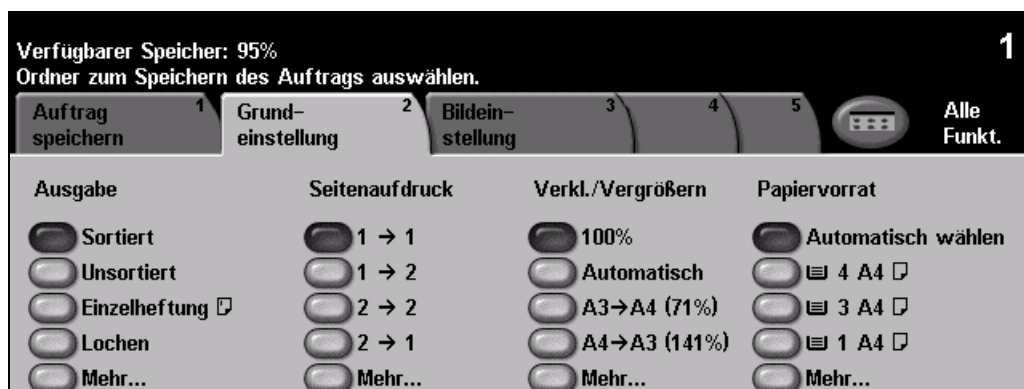 1
Verfügbarer Speicher: 95%
Ordner zum Speichern des Auftrags auswählen.
Auftrag speichern 1
Grund-
einstellung 2
Bildein-
stellung 3
4
5
Alle
Funkt.
Ausgabe
Sortiert
Unsortiert
Einzelheftung
Lochen
Mehr...
Seitenaufdruck
1 → 1
1 → 2
2 → 2
2 → 1
Mehr...
Verkl./Vergrößern
100%
Automatisch
A3→A4 (71%)
A4→A3 (141%)
Mehr...
Papiervorrat
Automatisch wählen
4 A4
3 A4
1 A4
Mehr...